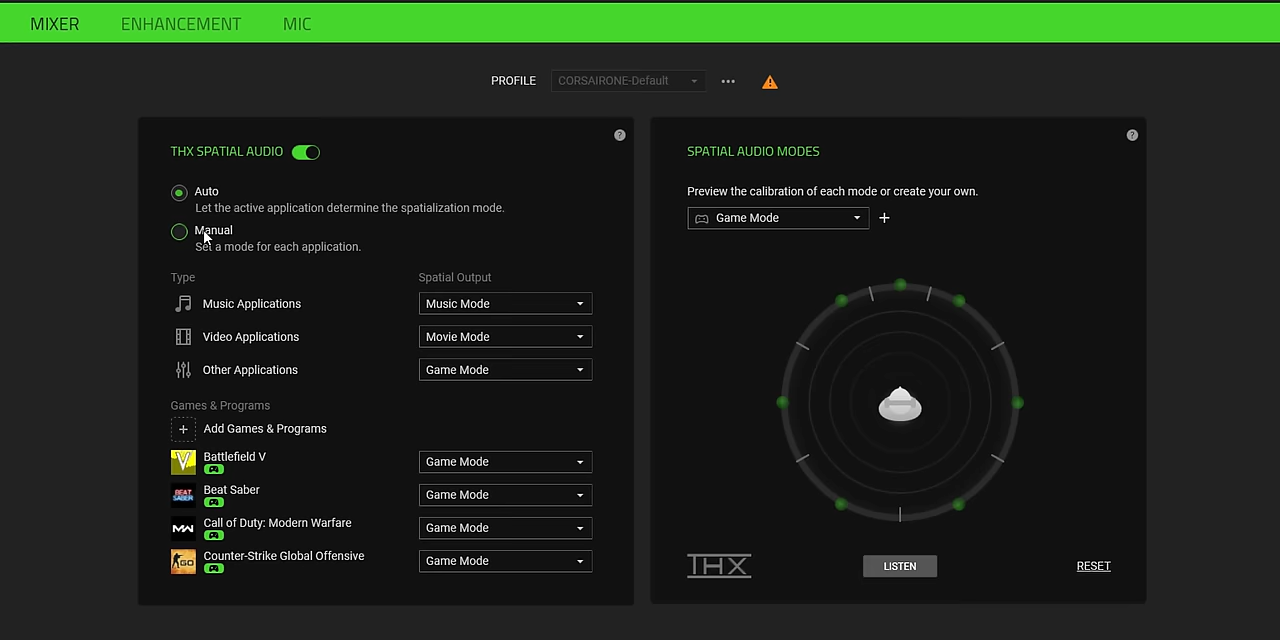 MIXER ENHANCEMENT MIC
PROFILE CORSAIRONE-Default
THX SPATIAL AUDIO
Auto
Let the active application determine the spatialization mode.
Manual
Set a mode for each application.
Type Spatial Output
Music Applications Music Mode
Video Applications Movie Mode
Other Applications Game Mode
Games & Programs
+ Add Games & Programs
V
Battlefield V Game Mode
BEAT SABER
Beat Saber Game Mode
MW
Call of Duty: Modern Warfare Game Mode
GO
Counter-Strike Global Offensive Game Mode
SPATIAL AUDIO MODES
Preview the calibration of each mode or create your own.
Game Mode +
THX LISTEN RESET